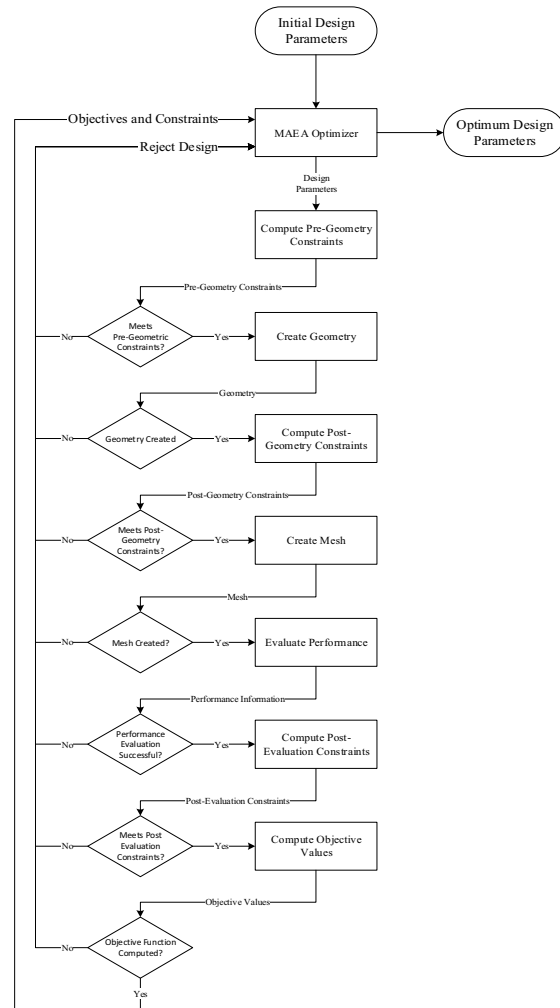 Initial Design
Parameters
Objectives and Constraints
MAEA Optimizer
Optimum Design
Parameters
Reject Design
Design
Parameters
Compute Pre-Geometry
Constraints
Pre-Geometry Constraints
No
Meets
Pre-Geometric
Constraints?
Yes
Create Geometry
Geometry
No
Geometry Created
Yes
Compute Post-
Geometry Constraints
Post-Geometry Constraints
No
Meets Post-
Geometry
Constraints?
Yes
Create Mesh
Mesh
No
Mesh Created?
Yes
Evaluate Performance
Performance Information
No
Performance
Evaluation
Successful?
Yes
Compute Post-
Evaluation Constraints
Post-Evaluation Constraints
No
Meets Post
Evaluation
Constraints?
Yes
Compute Objective
Values
Objective Values
No
Objective Function
Computed?
Yes